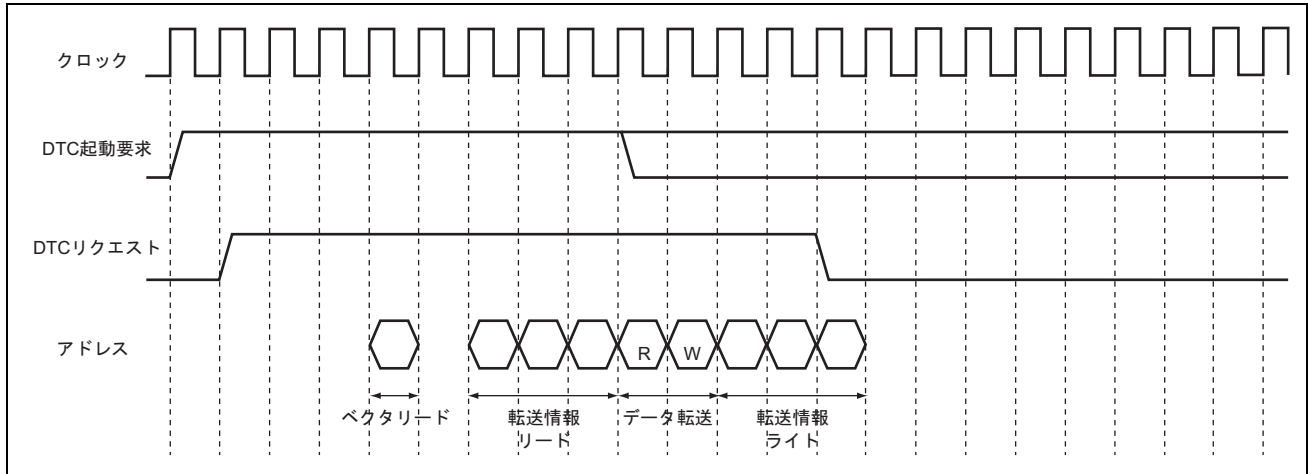 クロック
DTC起動要求
DTCリクエスト
アドレス
R
W
ベクタリード
転送情報
リード
データ転送
転送情報
ライト